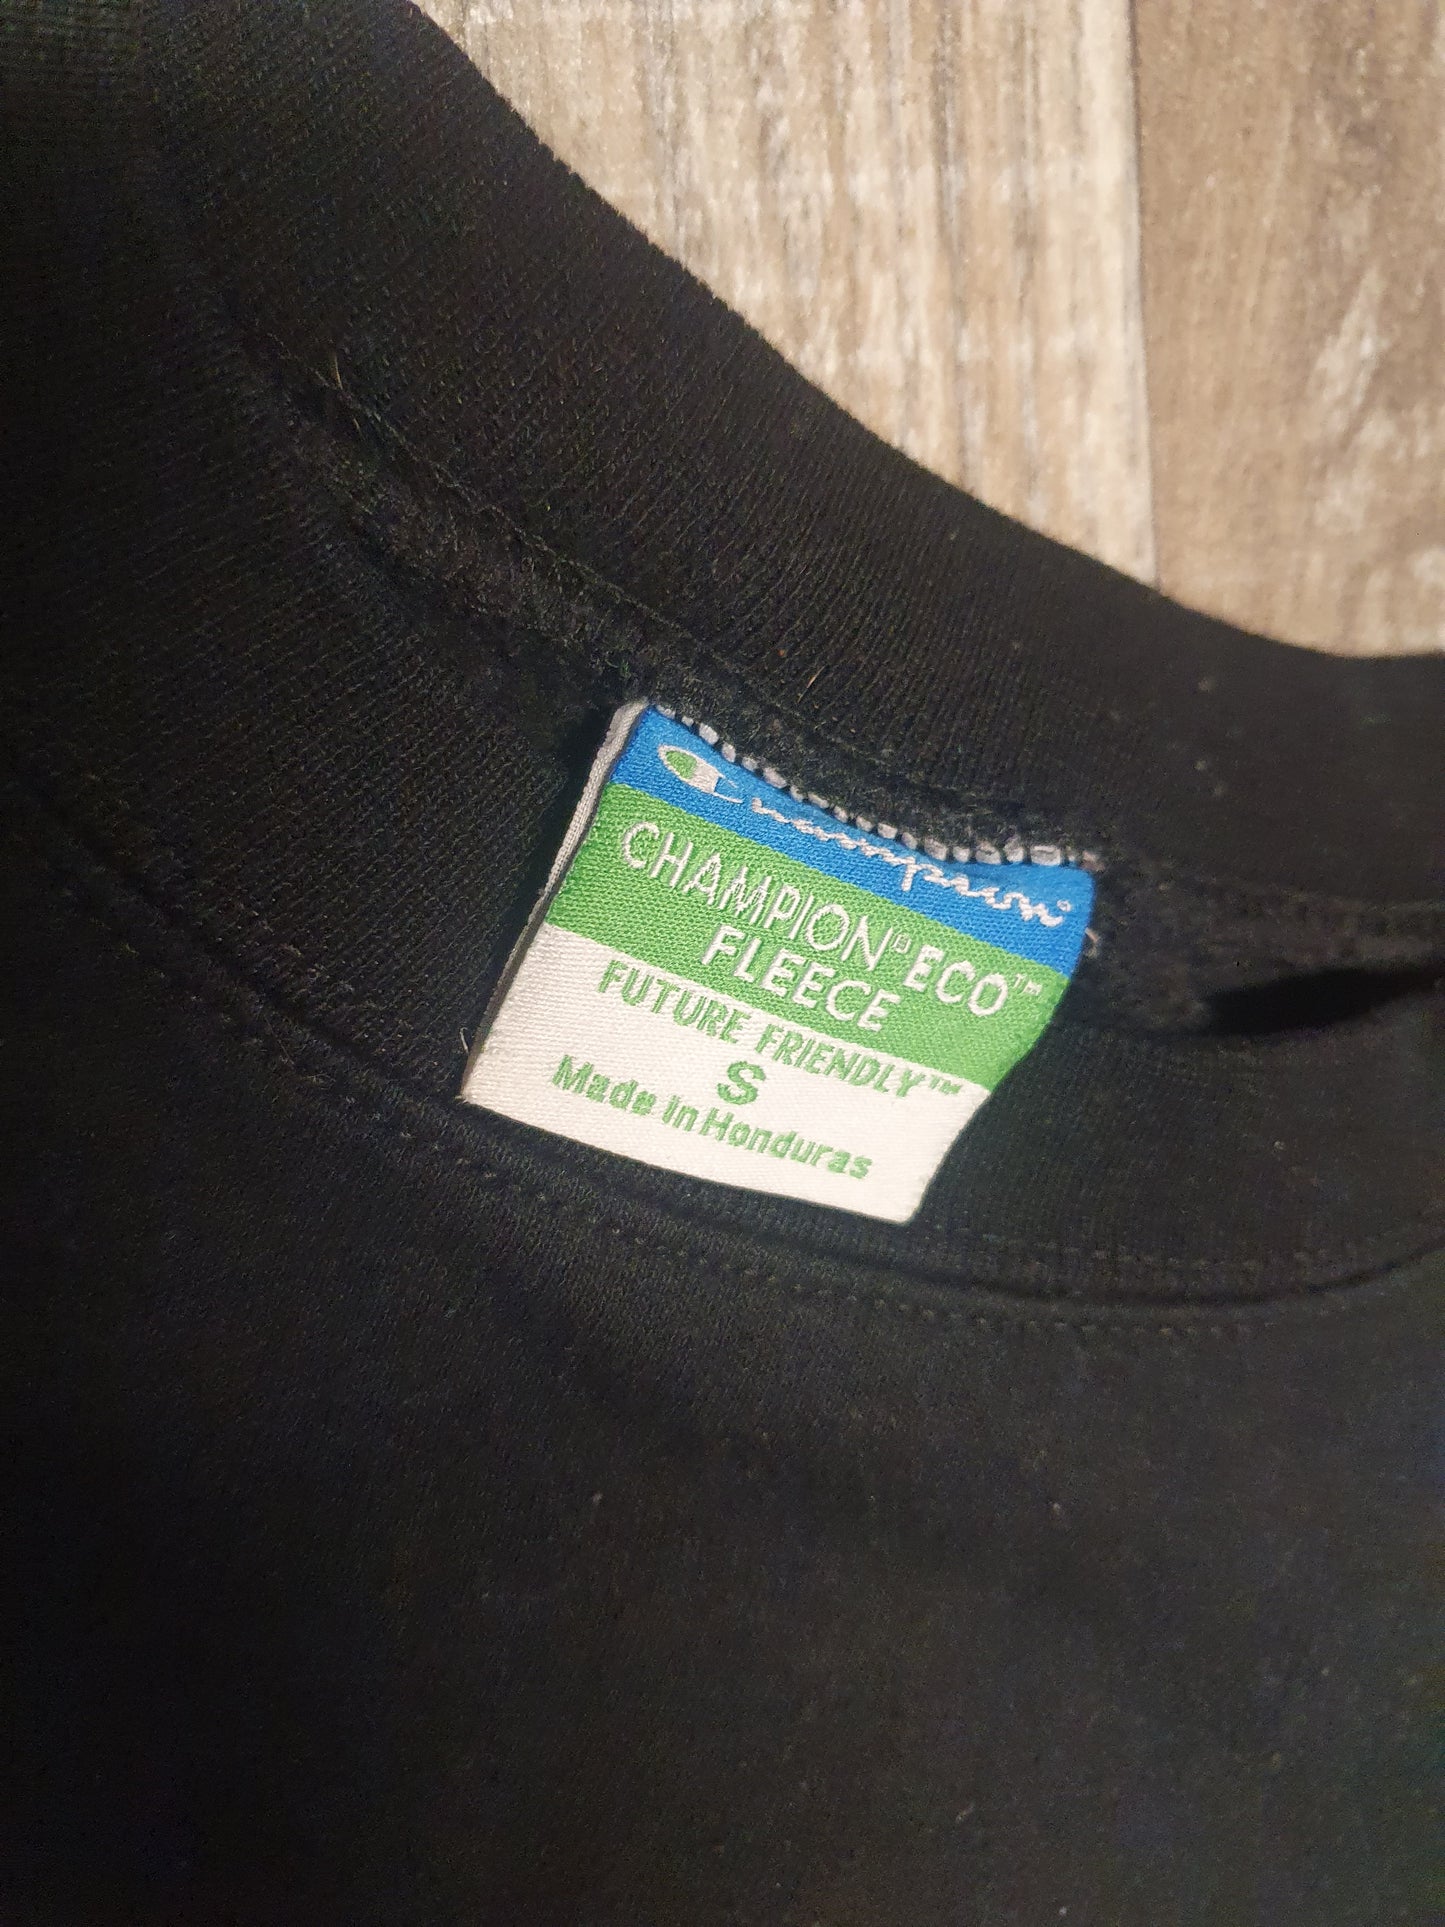 Champion®
CHAMPION® ECO™
FLEECE
FUTURE FRIENDLY™
S
Made in Honduras